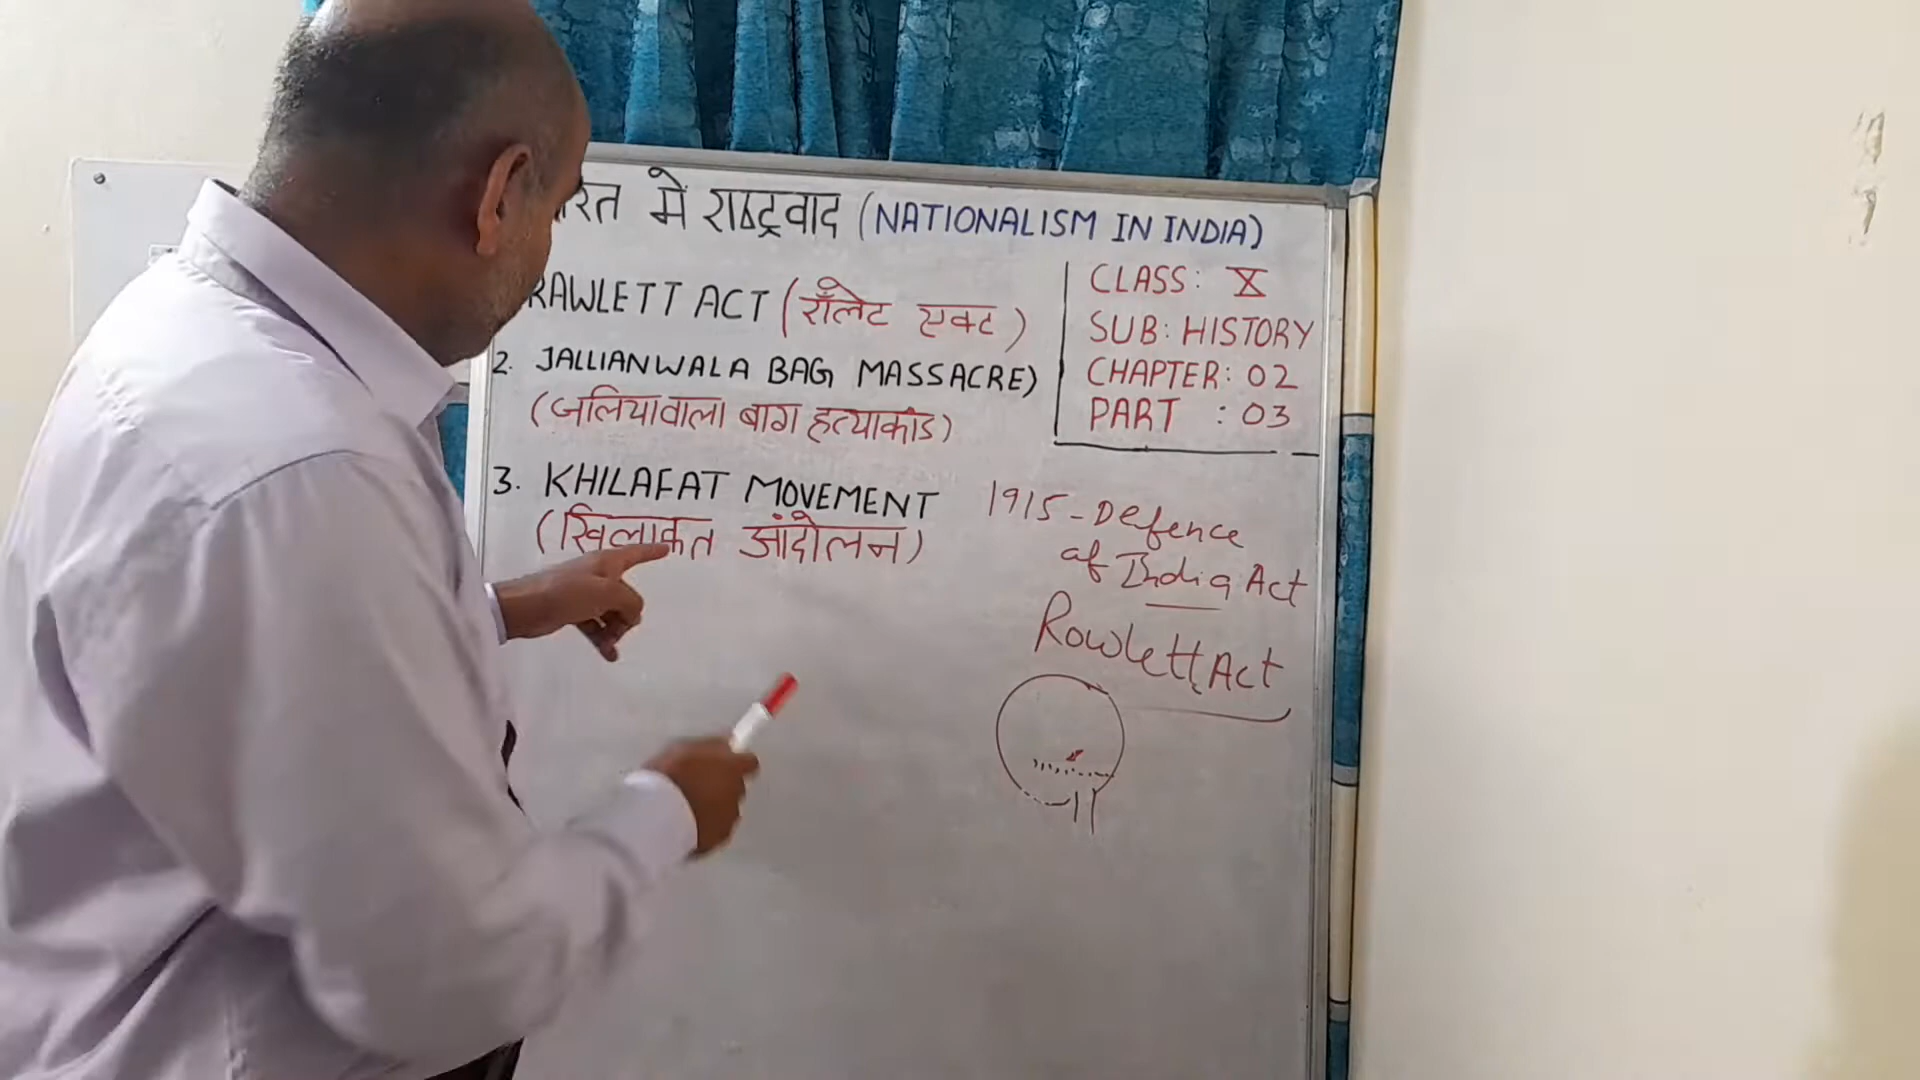 रत में राष्ट्रवाद (NATIONALISM IN INDIA)
RAWLETT ACT (रॉलेट एक्ट)
2. JALLIANWALA BAG MASSACRE)
(जलियावाला बाग हत्याकांड)
3. KHILAFAT MOVEMENT
(खिलाफत आंदोलन)
CLASS: X
SUB: HISTORY
CHAPTER: 02
PART : 03
1915 - Defence
of India Act
Rowlett Act